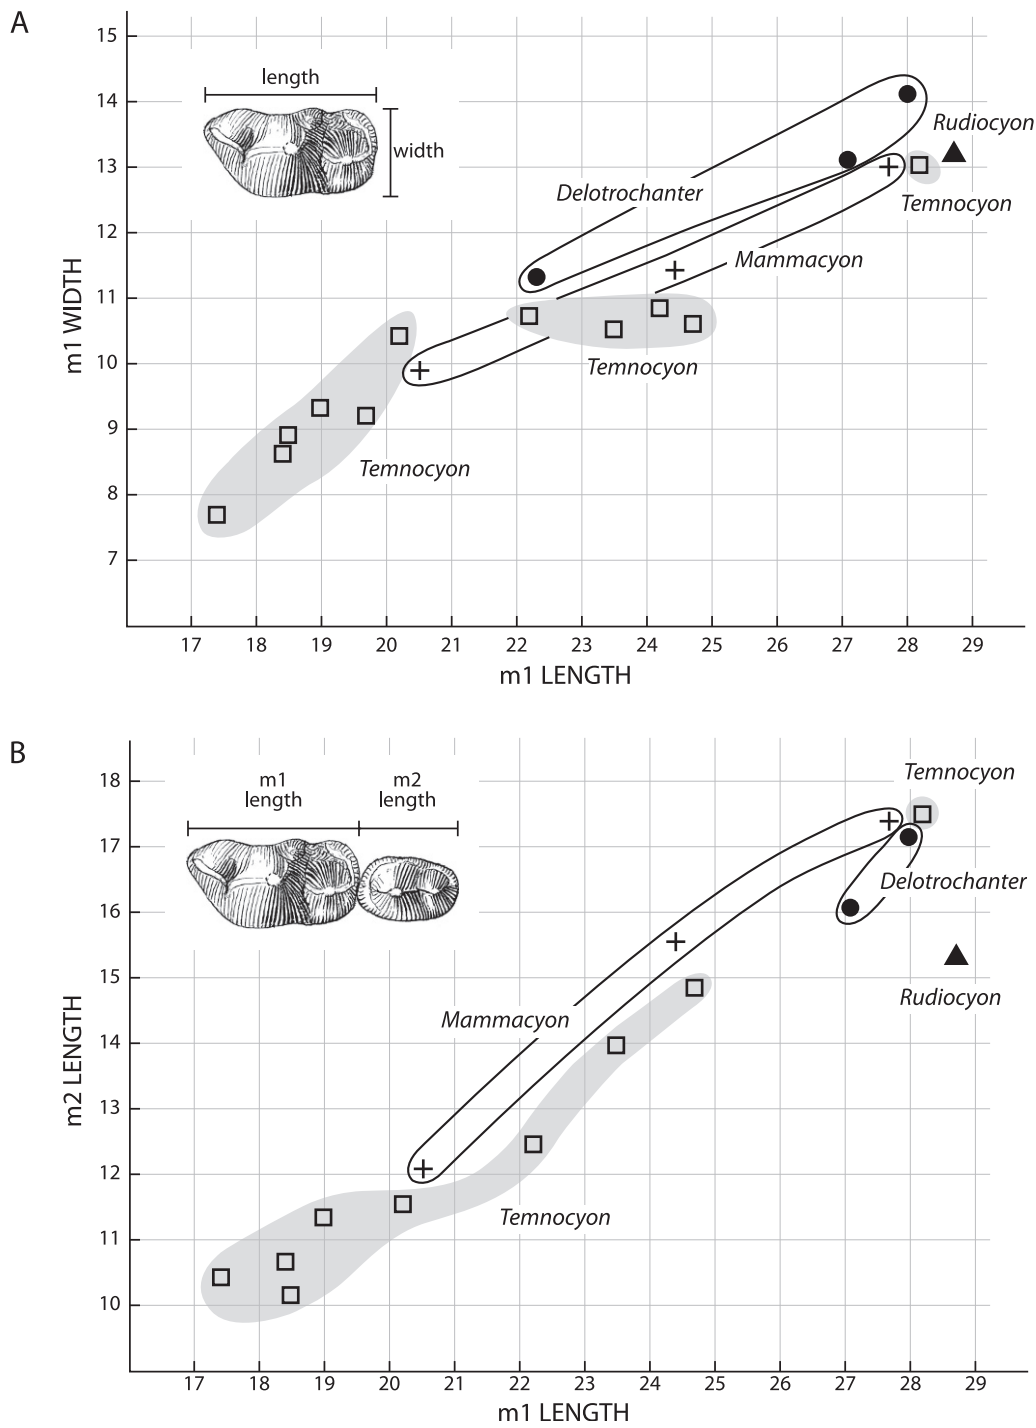 A
15
14
13
12
11
10
9
8
7
m1 WIDTH
length
width
Rudiocyon
Delotrochanter
Temnocyon
Mammacyon
Temnocyon
Temnocyon
17 18 19 20 21 22 23 24 25 26 27 28 29
m1 LENGTH
B
18
17
16
15
14
13
12
11
10
m2 LENGTH
m1
length
m2
length
Temnocyon
Delotrochanter
Rudiocyon
Mammacyon
Temnocyon
17 18 19 20 21 22 23 24 25 26 27 28 29
m1 LENGTH